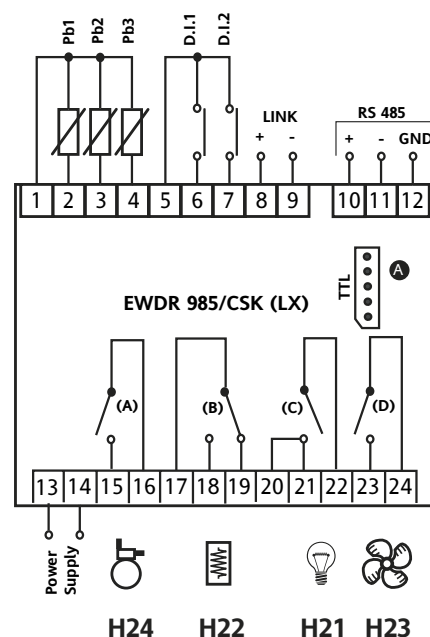 Pb1 Pb2 Pb3 D.I.1 D.I.2
LINK RS 485
+ - + - GND
1 2 3 4 5 6 7 8 9 10 11 12
TTL A
EWDR 985/CSK (LX)
(A) (B) (C) (D)
13 14 15 16 17 18 19 20 21 22 23 24
Power
Supply
H24 H22 H21 H23